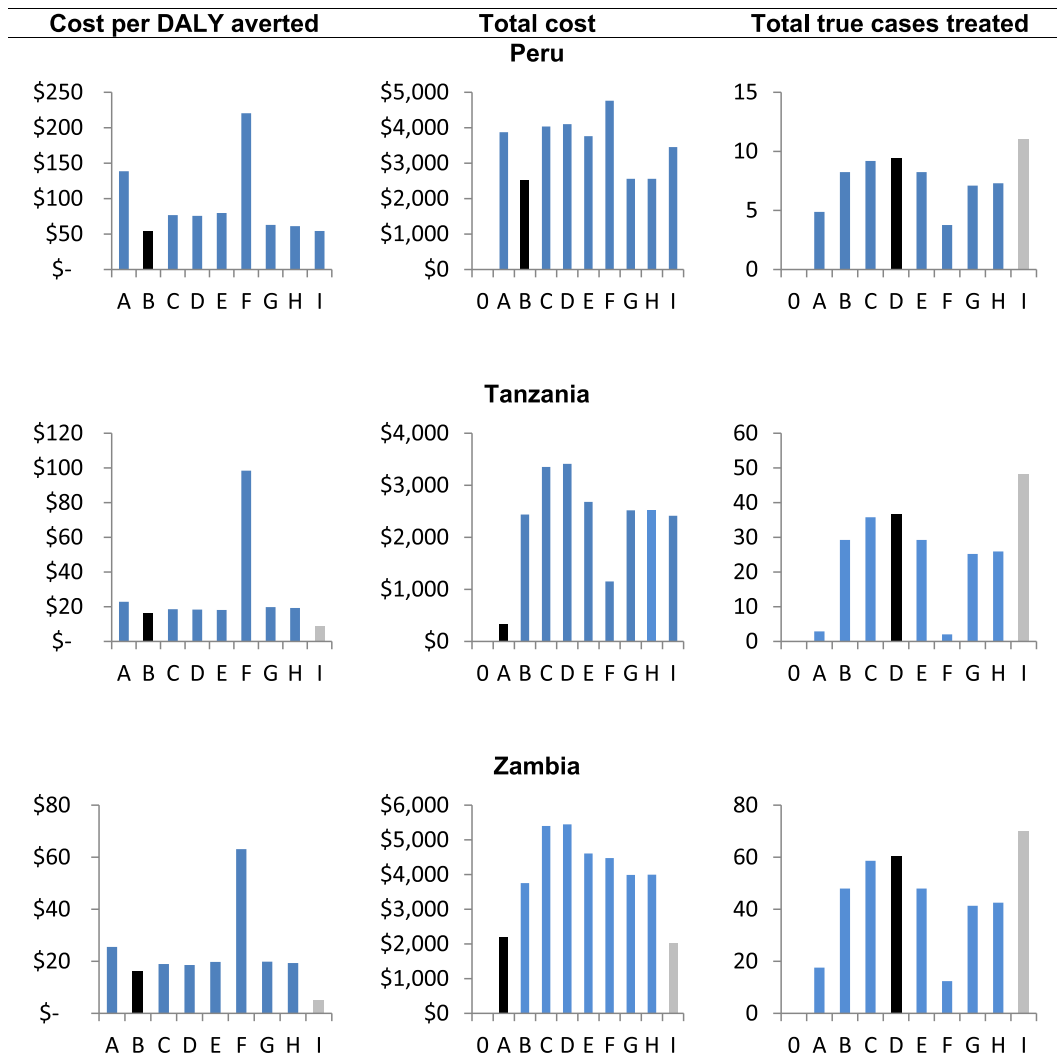 Cost per DALY averted Total cost Total true cases treated
Peru
$250 $5,000 15
$200 $4,000
$150 $3,000 10
$100 $2,000 5
$50 $1,000
$- $0 0
A B C D E F G H I 0 A B C D E F G H I 0 A B C D E F G H I
Tanzania
$120 $4,000 60
$100 50
$80 $3,000 40
$60 $2,000 30
$40 20
$20 $1,000 10
$- $0 0
A B C D E F G H I 0 A B C D E F G H I 0 A B C D E F G H I
Zambia
$80 $6,000 80
$5,000
$60 $4,000 60
$40 $3,000 40
$2,000
$20 $1,000 20
$- $0 0
A B C D E F G H I 0 A B C D E F G H I 0 A B C D E F G H I